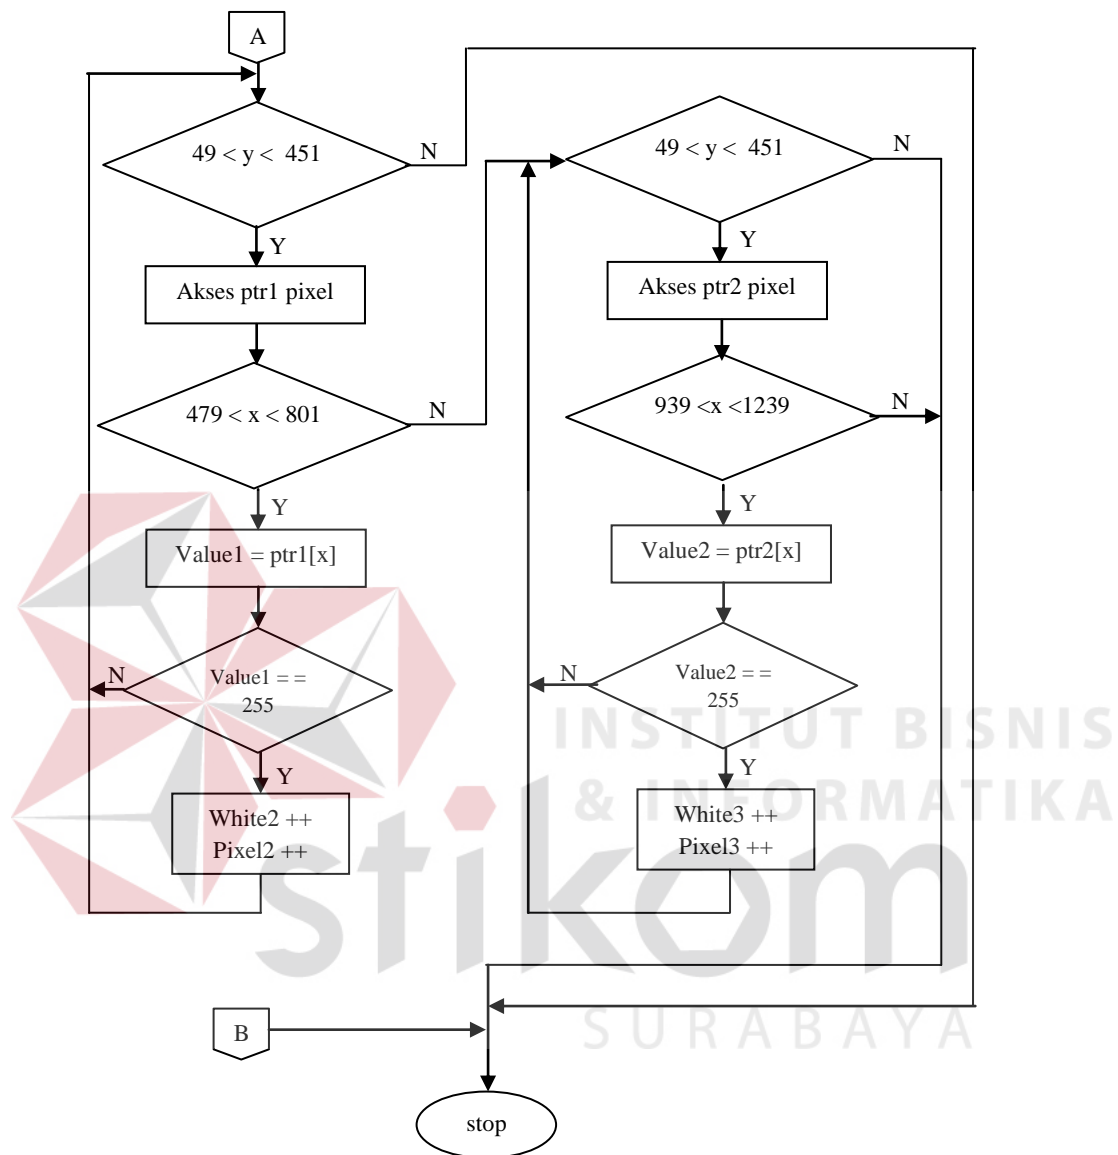 A
49 < y < 451
N
Y
Akses ptr1 pixel
479 < x < 801
N
Y
Value1 = ptr1[x]
Value1 = =
255
N
Y
White2 ++
Pixel2 ++
49 < y < 451
N
Y
Akses ptr2 pixel
939 <x <1239
N
Y
Value2 = ptr2[x]
Value2 = =
255
N
Y
White3 ++
Pixel3 ++
B
stop
INSTITUT BISNIS
& INFORMATIKA
stikom
SURABAYA